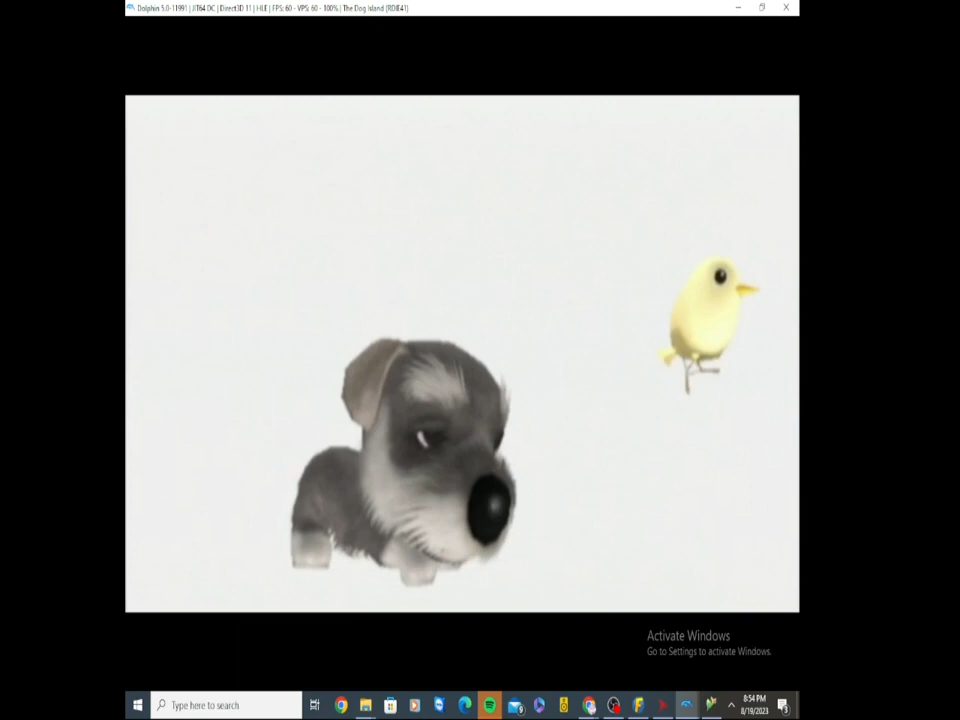 Dolphin 5.0-11991 | JIT64 DC | Direct3D 11 | HLE | FPS: 60 - VPS: 60 - 100% | The Dog Island (RDIE41)
Activate Windows
Go to Settings to activate Windows.
Type here to search
8:54 PM
8/19/2023